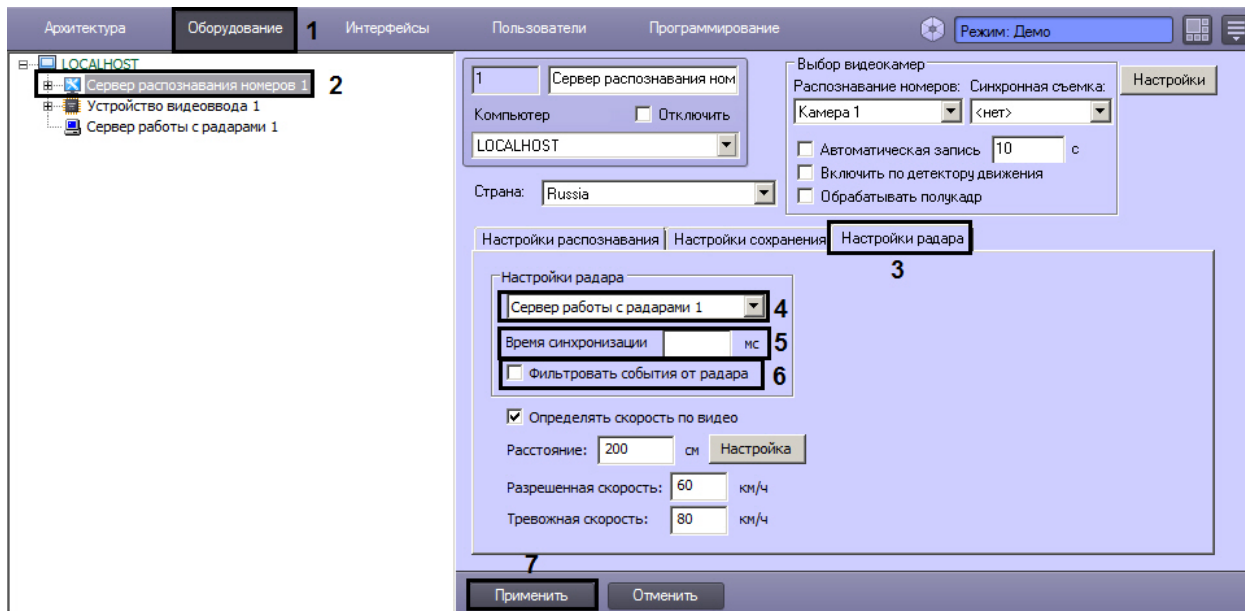 Архитектура Оборудование 1 Интерфейсы Пользователи Программирование Режим: Демо
LOCALHOST
Сервер распознавания номеров 1 2
Устройство видеоввода 1
Сервер работы с радарами 1
1 Сервер распознавания ном
Компьютер Отключить
LOCALHOST
Страна: Russia
Выбор видеокамер
Распознавание номеров: Синхронная съемка:
Камера 1 <нет>
Автоматическая запись 10 с
Включить по детектору движения
Обрабатывать полукадр
Настройки
Настройки распознавания Настройки сохранения Настройки радара
3
Настройки радара
Сервер работы с радарами 1 4
Время синхронизации мс 5
Фильтровать события от радара 6
Определять скорость по видео
Расстояние: 200 см Настройка
Разрешенная скорость: 60 км/ч
Тревожная скорость: 80 км/ч
7
Применить Отменить